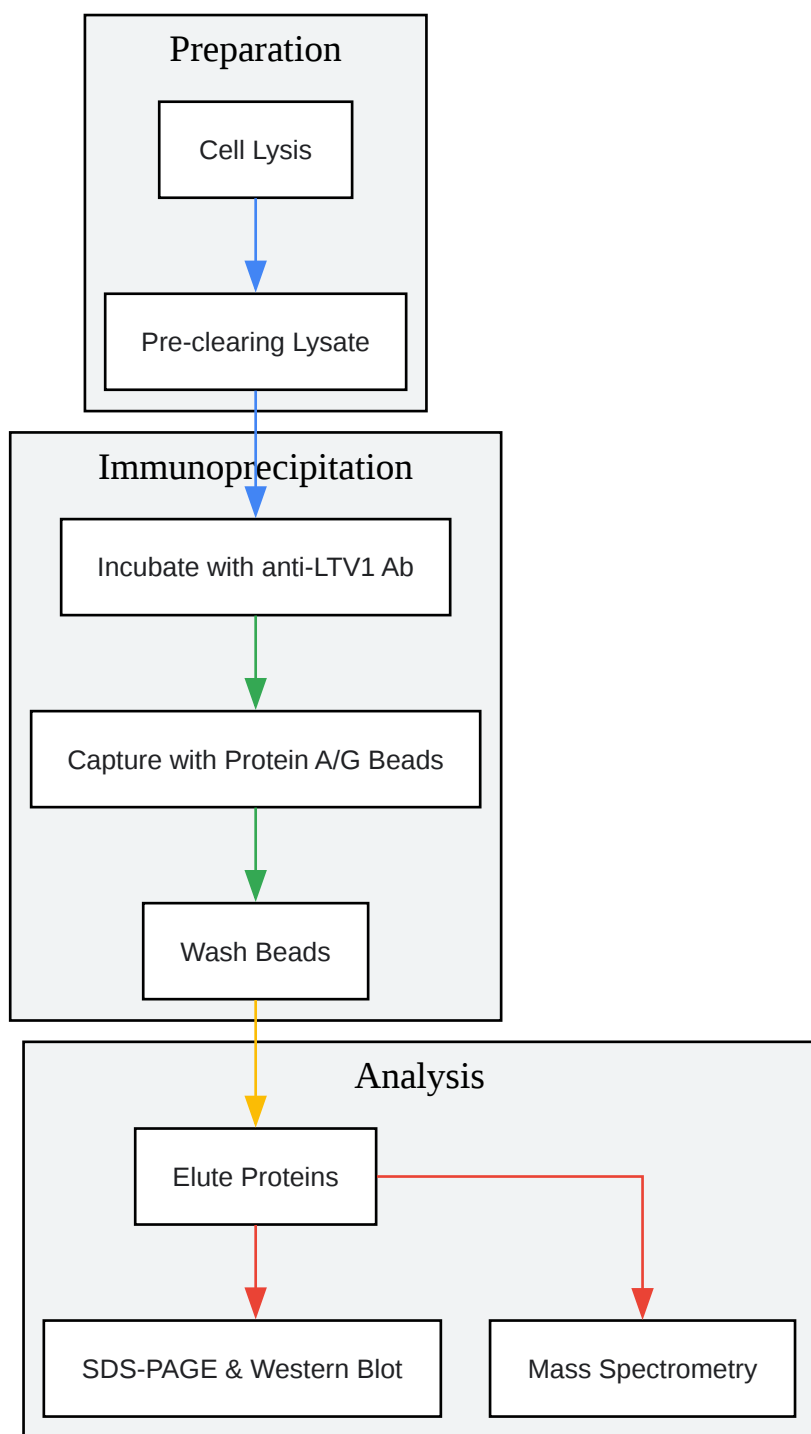 Preparation
Cell Lysis
Pre-clearing Lysate
Immunoprecipitation
Incubate with anti-LTV1 Ab
Capture with Protein A/G Beads
Wash Beads
Analysis
Elute Proteins
SDS-PAGE & Western Blot
Mass Spectrometry